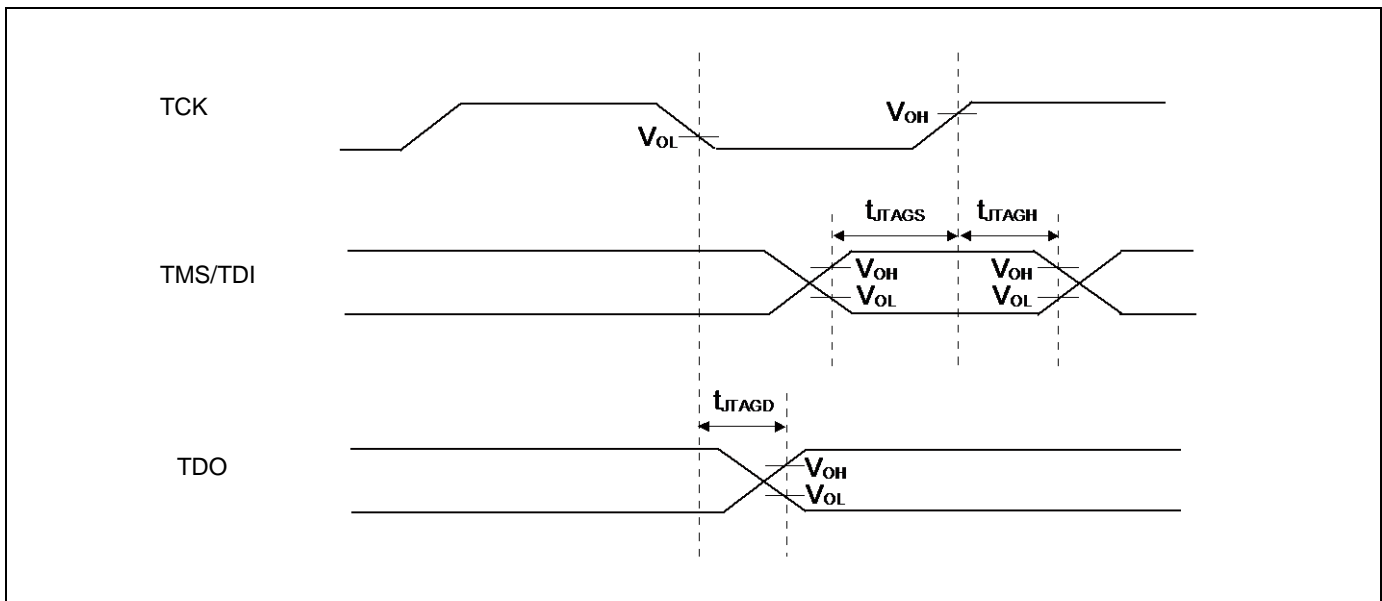 TCK
VOL
VOH
tJTAGS
tJTAGH
TMS/TDI
VOH
VOL
VOH
VOL
tJTAGD
TDO
VOH
VOL